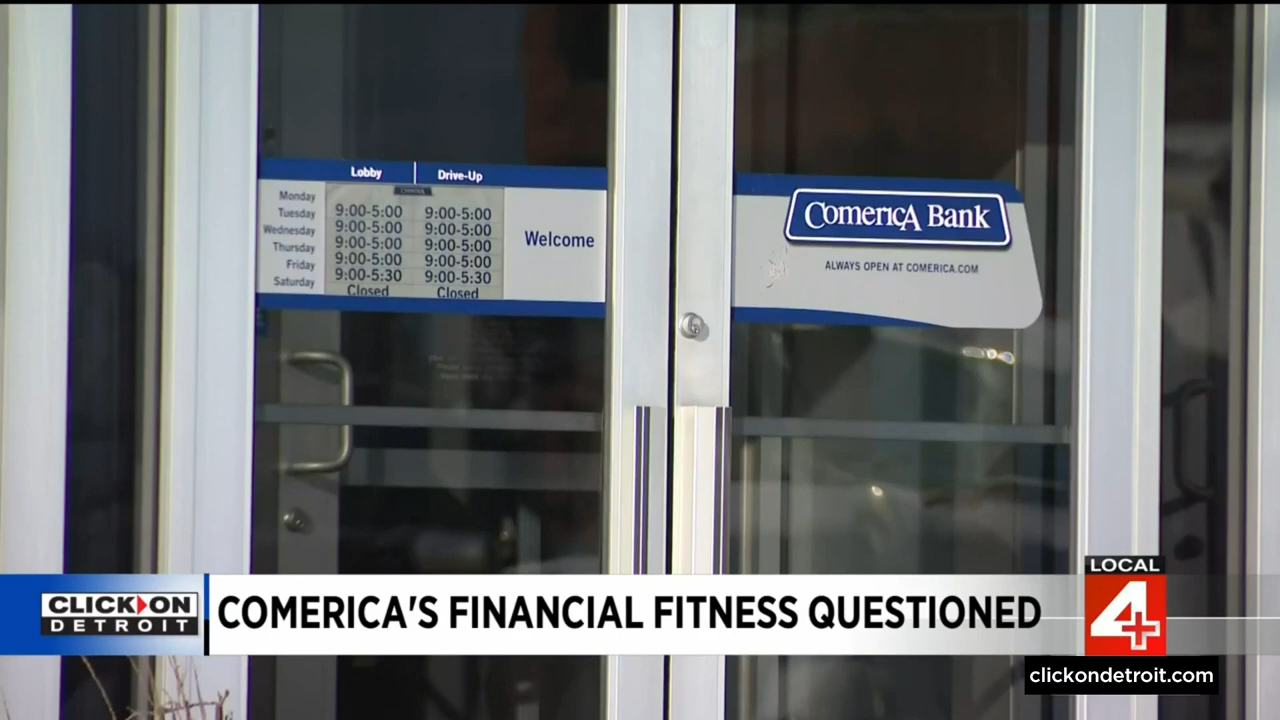 Lobby Drive-Up
Monday 9:00-5:00 9:00-5:00
Tuesday 9:00-5:00 9:00-5:00
Wednesday 9:00-5:00 9:00-5:00
Thursday 9:00-5:00 9:00-5:00
Friday 9:00-5:30 9:00-5:30
Saturday Closed Closed
Welcome
ComericA Bank
ALWAYS OPEN AT COMERICA.COM
CLICK ON DETROIT
COMERICA'S FINANCIAL FITNESS QUESTIONED
LOCAL
4
clickondetroit.com